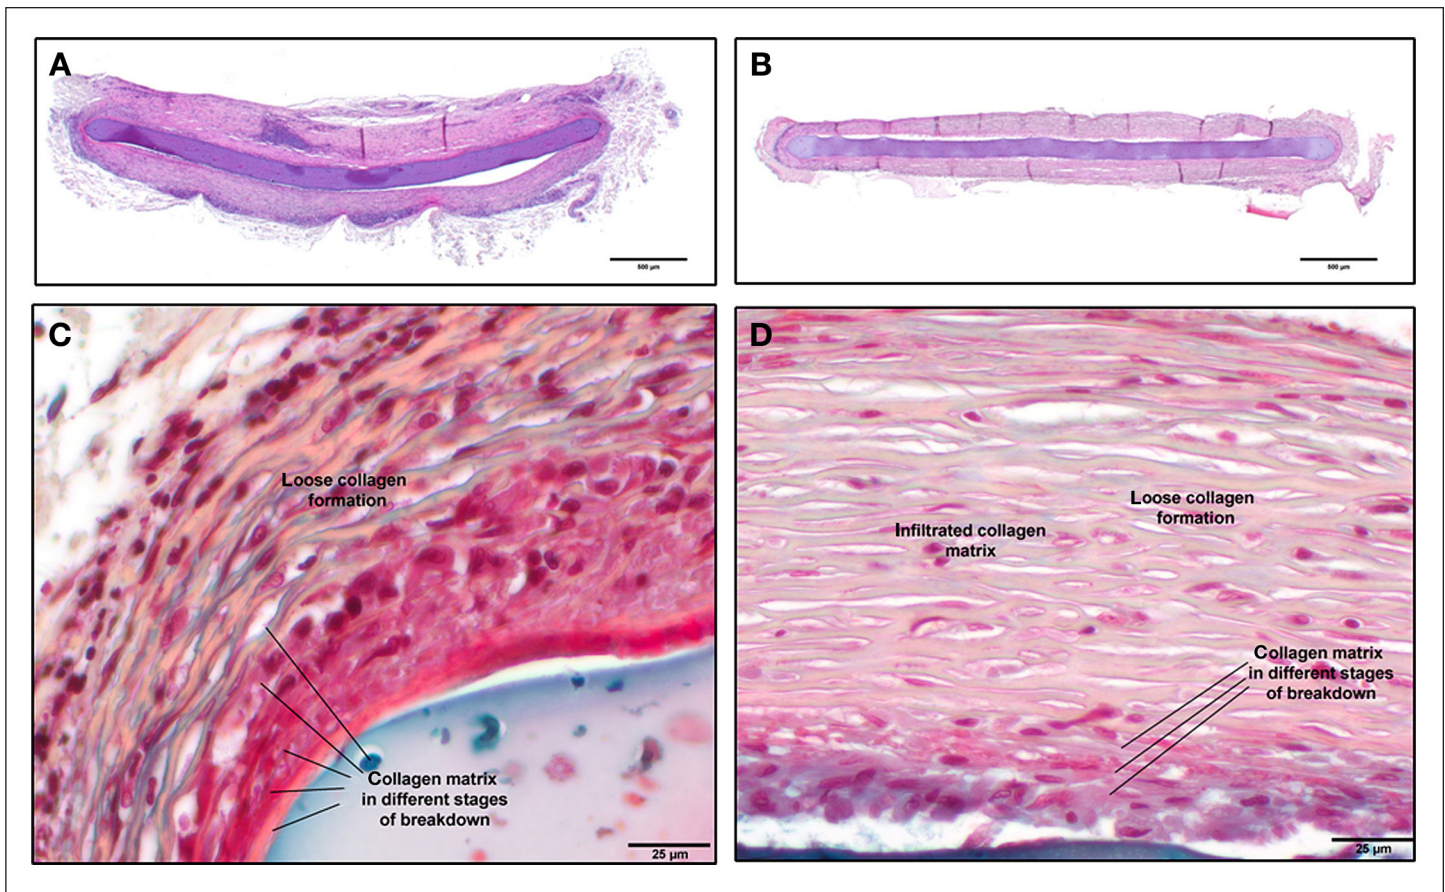 A
500 µm
B
500 µm
C
Loose collagen
formation
Collagen matrix
in different stages
of breakdown
25 µm
D
Loose collagen
formation
Infiltrated collagen
matrix
Collagen matrix
in different stages
of breakdown
25 µm